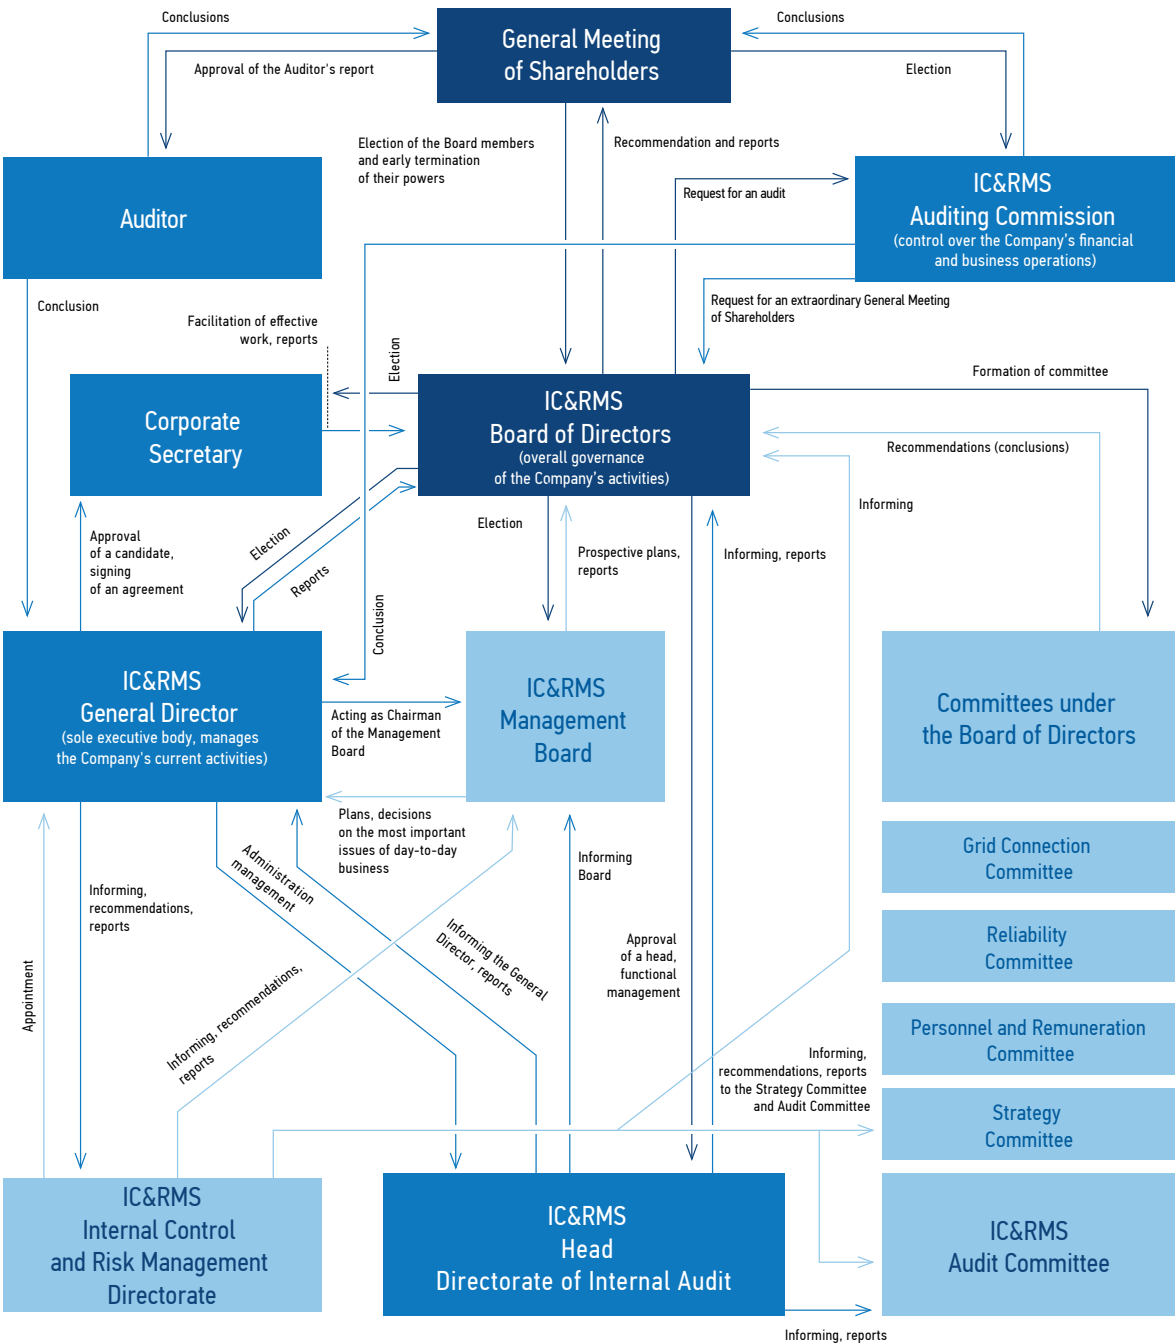 Conclusions
General Meeting
of Shareholders
Conclusions
Approval of the Auditor's report
Election
Election of the Board members
and early termination
of their powers
Recommendation and reports
Request for an audit
Auditor
IC&RMS
Auditing Commission
(control over the Company's financial
and business operations)
Conclusion
Facilitation of effective
work, reports
Election
Request for an extraordinary General Meeting
of Shareholders
Formation of committee
Corporate
Secretary
IC&RMS
Board of Directors
(overall governance
of the Company's activities)
Recommendations (conclusions)
Informing
Approval
of a candidate,
signing
of an agreement
Election
Reports
Conclusion
Election
Prospective plans,
reports
Informing, reports
IC&RMS
General Director
(sole executive body, manages
the Company's current activities)
Acting as Chairman
of the Management
Board
IC&RMS
Management
Board
Committees under
the Board of Directors
Plans, decisions
on the most important
issues of day-to-day
business
Grid Connection
Committee
Administration
management
Informing
Board
Informing,
recommendations,
reports
Reliability
Committee
Informing the General
Director, reports
Approval
of a head,
functional
management
Appointment
Informing, recommendations,
reports
Personnel and Remuneration
Committee
Informing,
recommendations, reports
to the Strategy Committee
and Audit Committee
Strategy
Committee
IC&RMS
Internal Control
and Risk Management
Directorate
IC&RMS
Head
Directorate of Internal Audit
IC&RMS
Audit Committee
Informing, reports